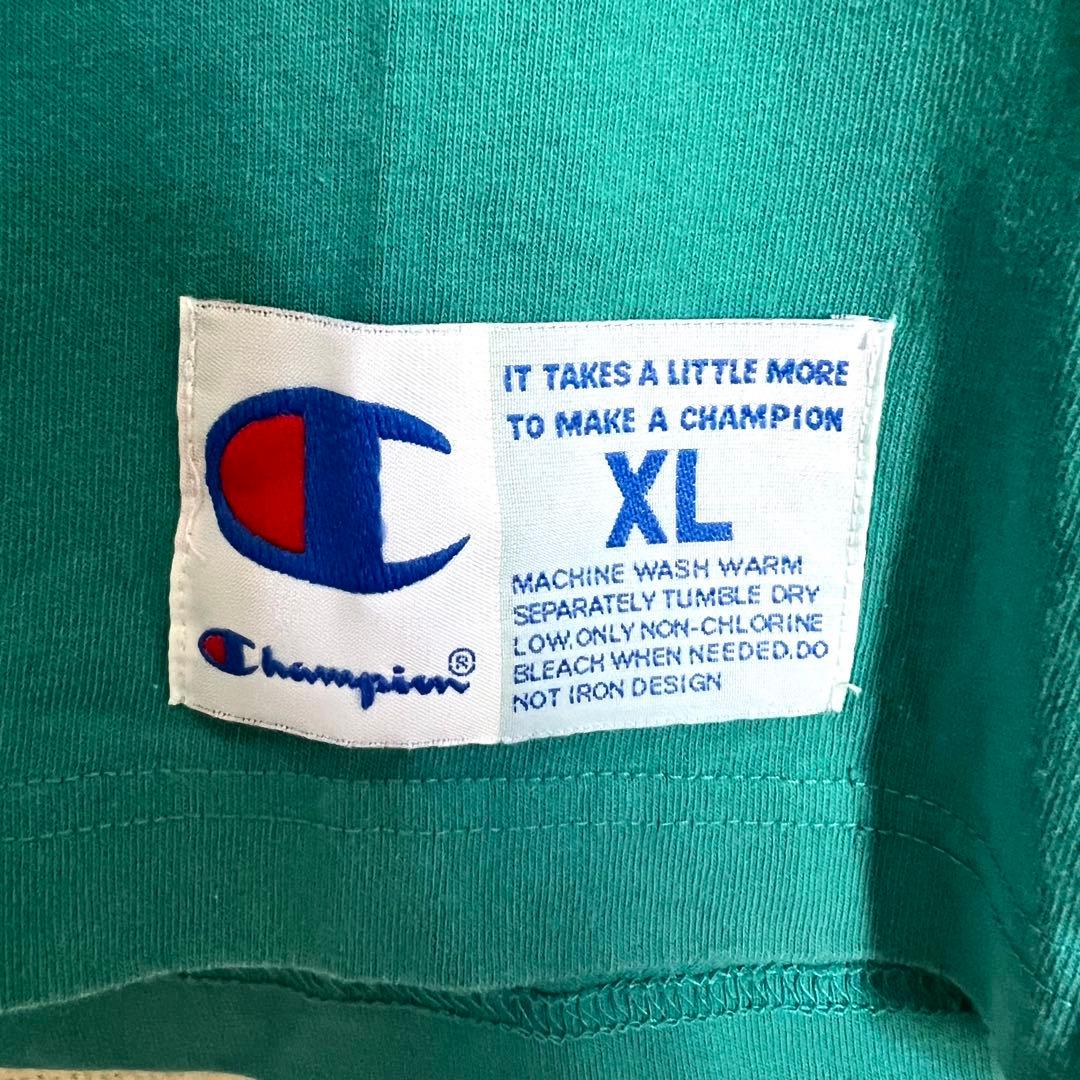 IT TAKES A LITTLE MORE
TO MAKE A CHAMPION
XL
MACHINE WASH WARM
SEPARATELY TUMBLE DRY
LOW. ONLY NON-CHLORINE
BLEACH WHEN NEEDED. DO
NOT IRON DESIGN
Champion®